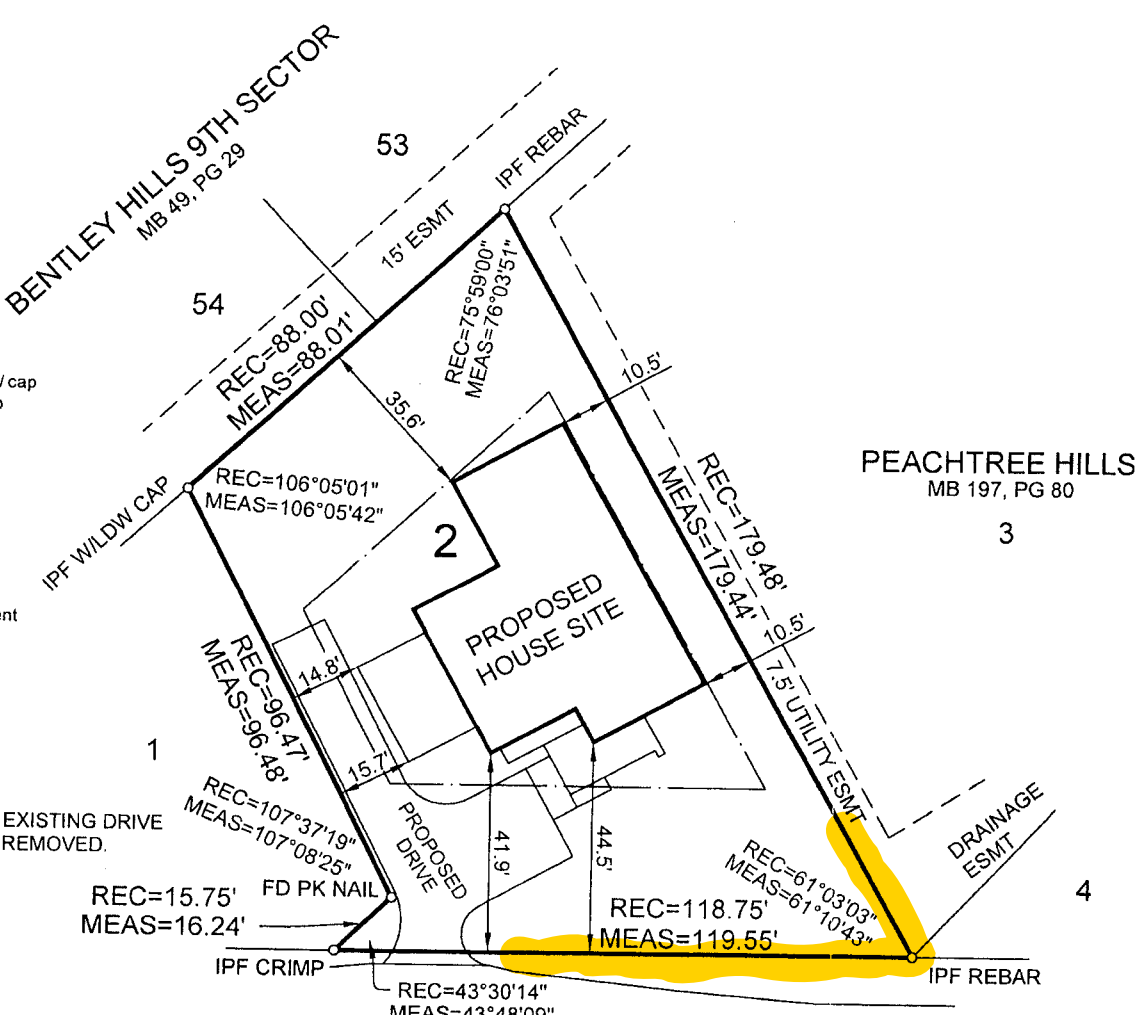 BENTLEY HILLS 9TH SECTOR
MB 49, PG 29
53
IPF REBAR
15' ESMT
54
REC=75°59'00"
MEAS=76°03'51"
REC=88.00'
MEAS=88.01'
/ cap
35.6'
10.5'
REC=106°05'01"
MEAS=106°05'42"
IPF W/LDW CAP
PEACHTREE HILLS
MB 197, PG 80
3
REC=179.48'
MEAS=179.44'
2
PROPOSED
HOUSE SITE
ent
10.5'
REC=96.47'
MEAS=96.48'
14.8'
7.5' UTILITY ESMT
1
15.7'
REC=107°37'19"
MEAS=107°08'25"
EXISTING DRIVE
REMOVED.
PROPOSED
DRIVE
41.9'
44.5'
DRAINAGE
ESMT
REC=61°03'03"
MEAS=61°10'43"
4
FD PK NAIL
REC=15.75'
MEAS=16.24'
REC=118.75'
MEAS=119.55'
IPF CRIMP
IPF REBAR
REC=43°30'14"
MEAS=43°48'09"